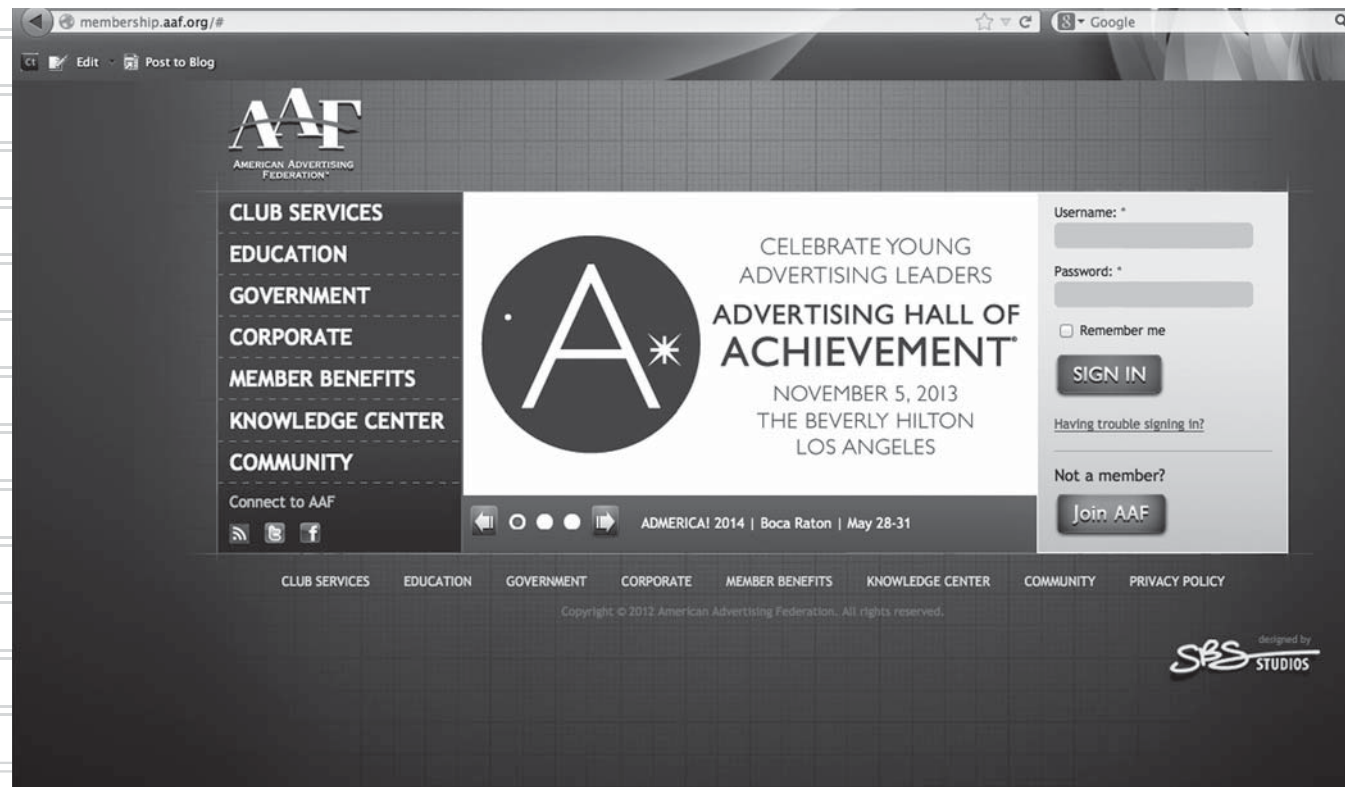 membership.aaf.org/#
Google
Ct Edit Post to Blog
AAF
AMERICAN ADVERTISING
FEDERATION
CLUB SERVICES
EDUCATION
GOVERNMENT
CORPORATE
MEMBER BENEFITS
KNOWLEDGE CENTER
COMMUNITY
Connect to AAF
A
CELEBRATE YOUNG
ADVERTISING LEADERS
ADVERTISING HALL OF
ACHIEVEMENT®
NOVEMBER 5, 2013
THE BEVERLY HILTON
LOS ANGELES
ADMERICA! 2014 | Boca Raton | May 28-31
Username: *
Password: *
Remember me
SIGN IN
Having trouble signing in?
Not a member?
Join AAF
CLUB SERVICES EDUCATION GOVERNMENT CORPORATE MEMBER BENEFITS KNOWLEDGE CENTER COMMUNITY PRIVACY POLICY
Copyright © 2012 American Advertising Federation. All rights reserved.
designed by
SBS STUDIOS